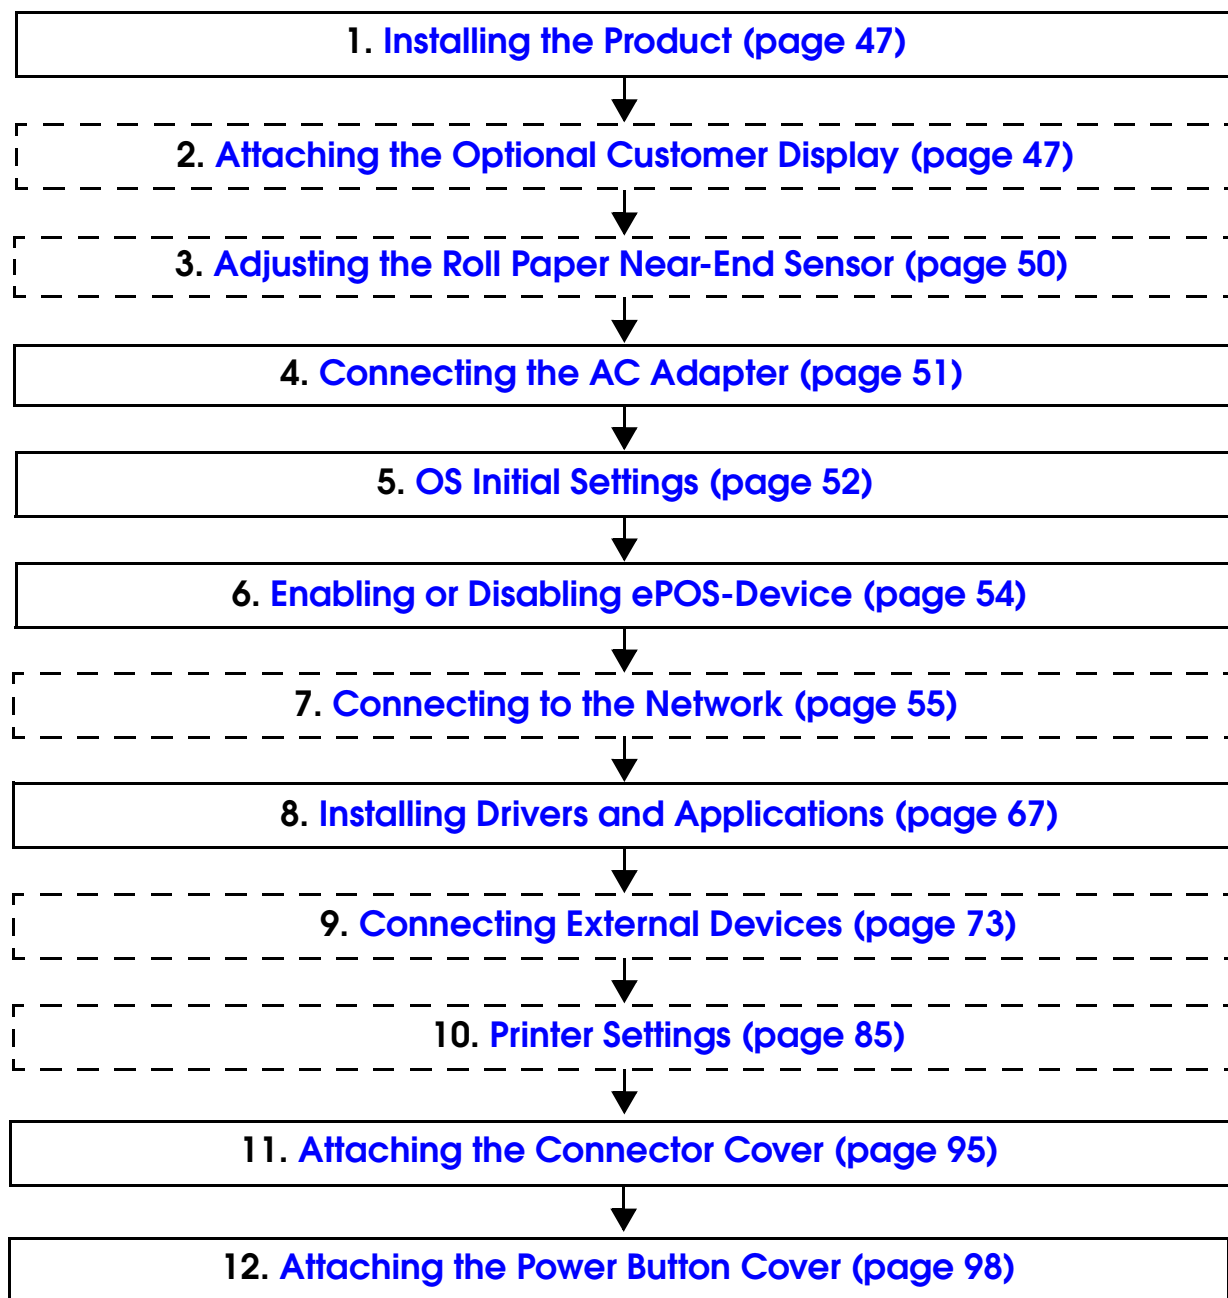 1. Installing the Product (page 47)
2. Attaching the Optional Customer Display (page 47)
3. Adjusting the Roll Paper Near-End Sensor (page 50)
4. Connecting the AC Adapter (page 51)
5. OS Initial Settings (page 52)
6. Enabling or Disabling ePOS-Device (page 54)
7. Connecting to the Network (page 55)
8. Installing Drivers and Applications (page 67)
9. Connecting External Devices (page 73)
10. Printer Settings (page 85)
11. Attaching the Connector Cover (page 95)
12. Attaching the Power Button Cover (page 98)